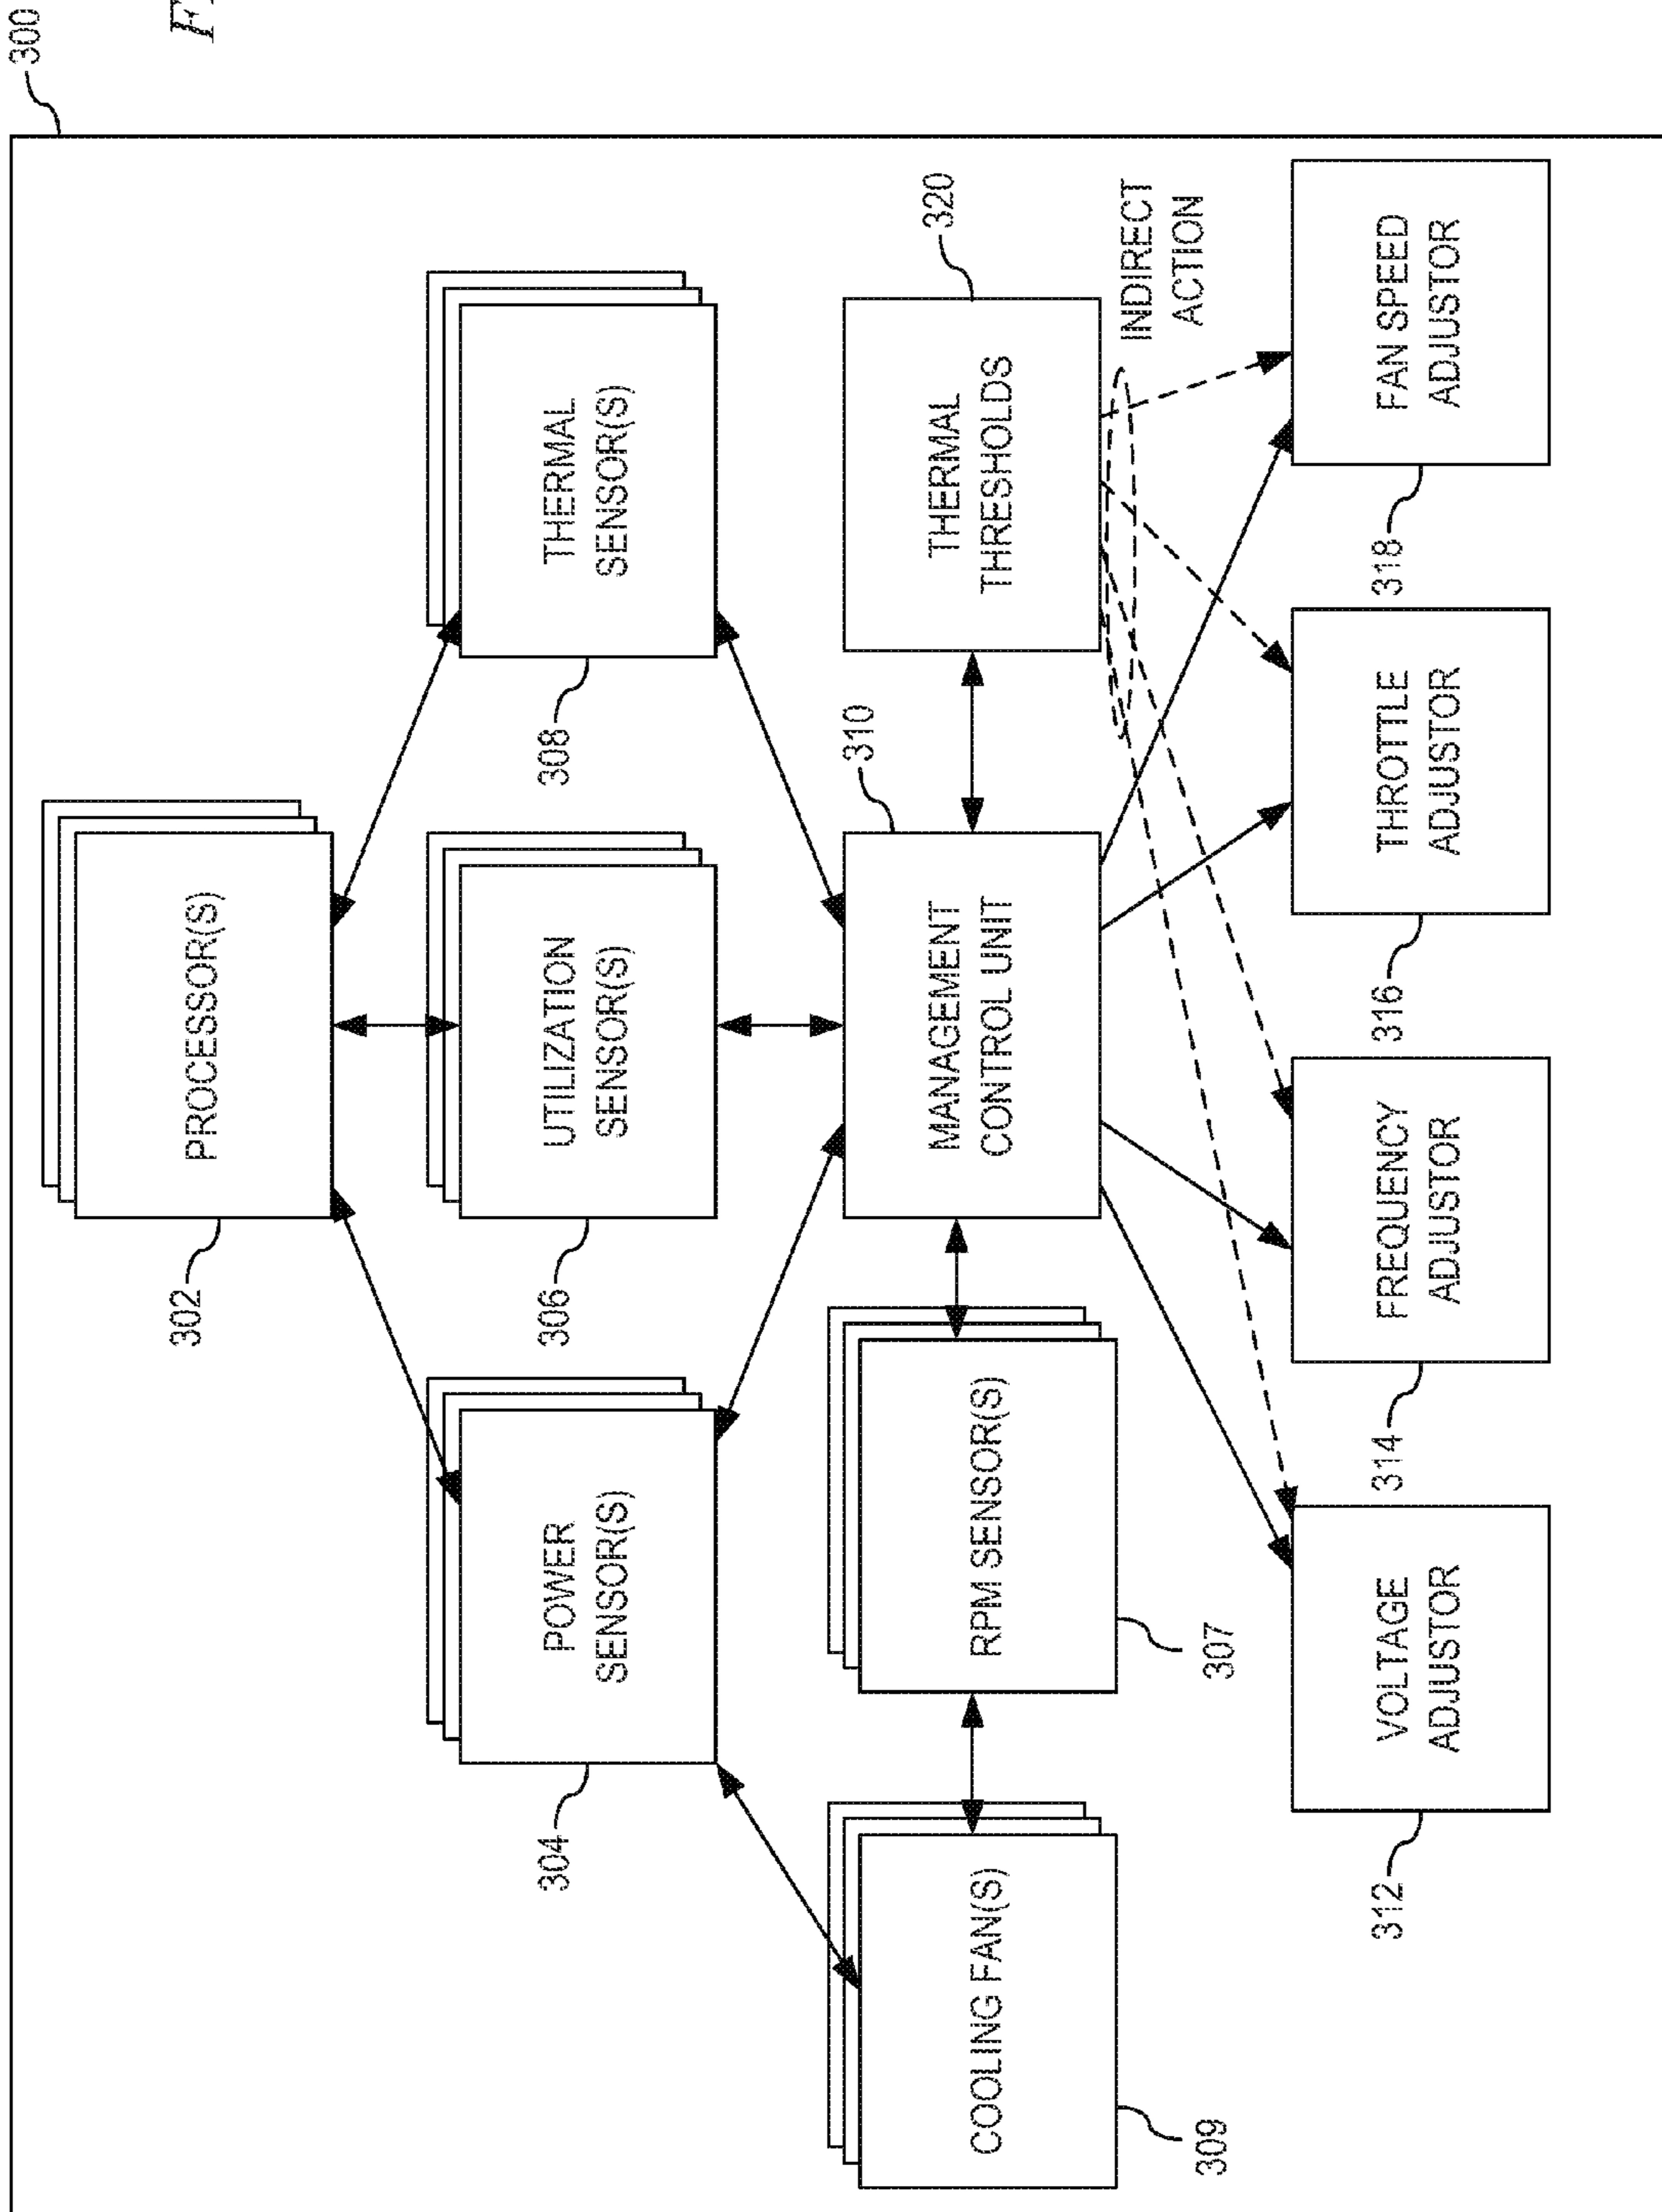 300
PROCESSOR(S)
302
POWER
SENSOR(S)
304
UTILIZATION
SENSOR(S)
306
THERMAL
SENSOR(S)
308
COOLING FAN(S)
309
RPM SENSOR(S)
307
MANAGEMENT
CONTROL UNIT
310
THERMAL
THRESHOLDS
320
INDIRECT
ACTION
VOLTAGE
ADJUSTOR
312
FREQUENCY
ADJUSTOR
314
THROTTLE
ADJUSTOR
316
FAN SPEED
ADJUSTOR
318